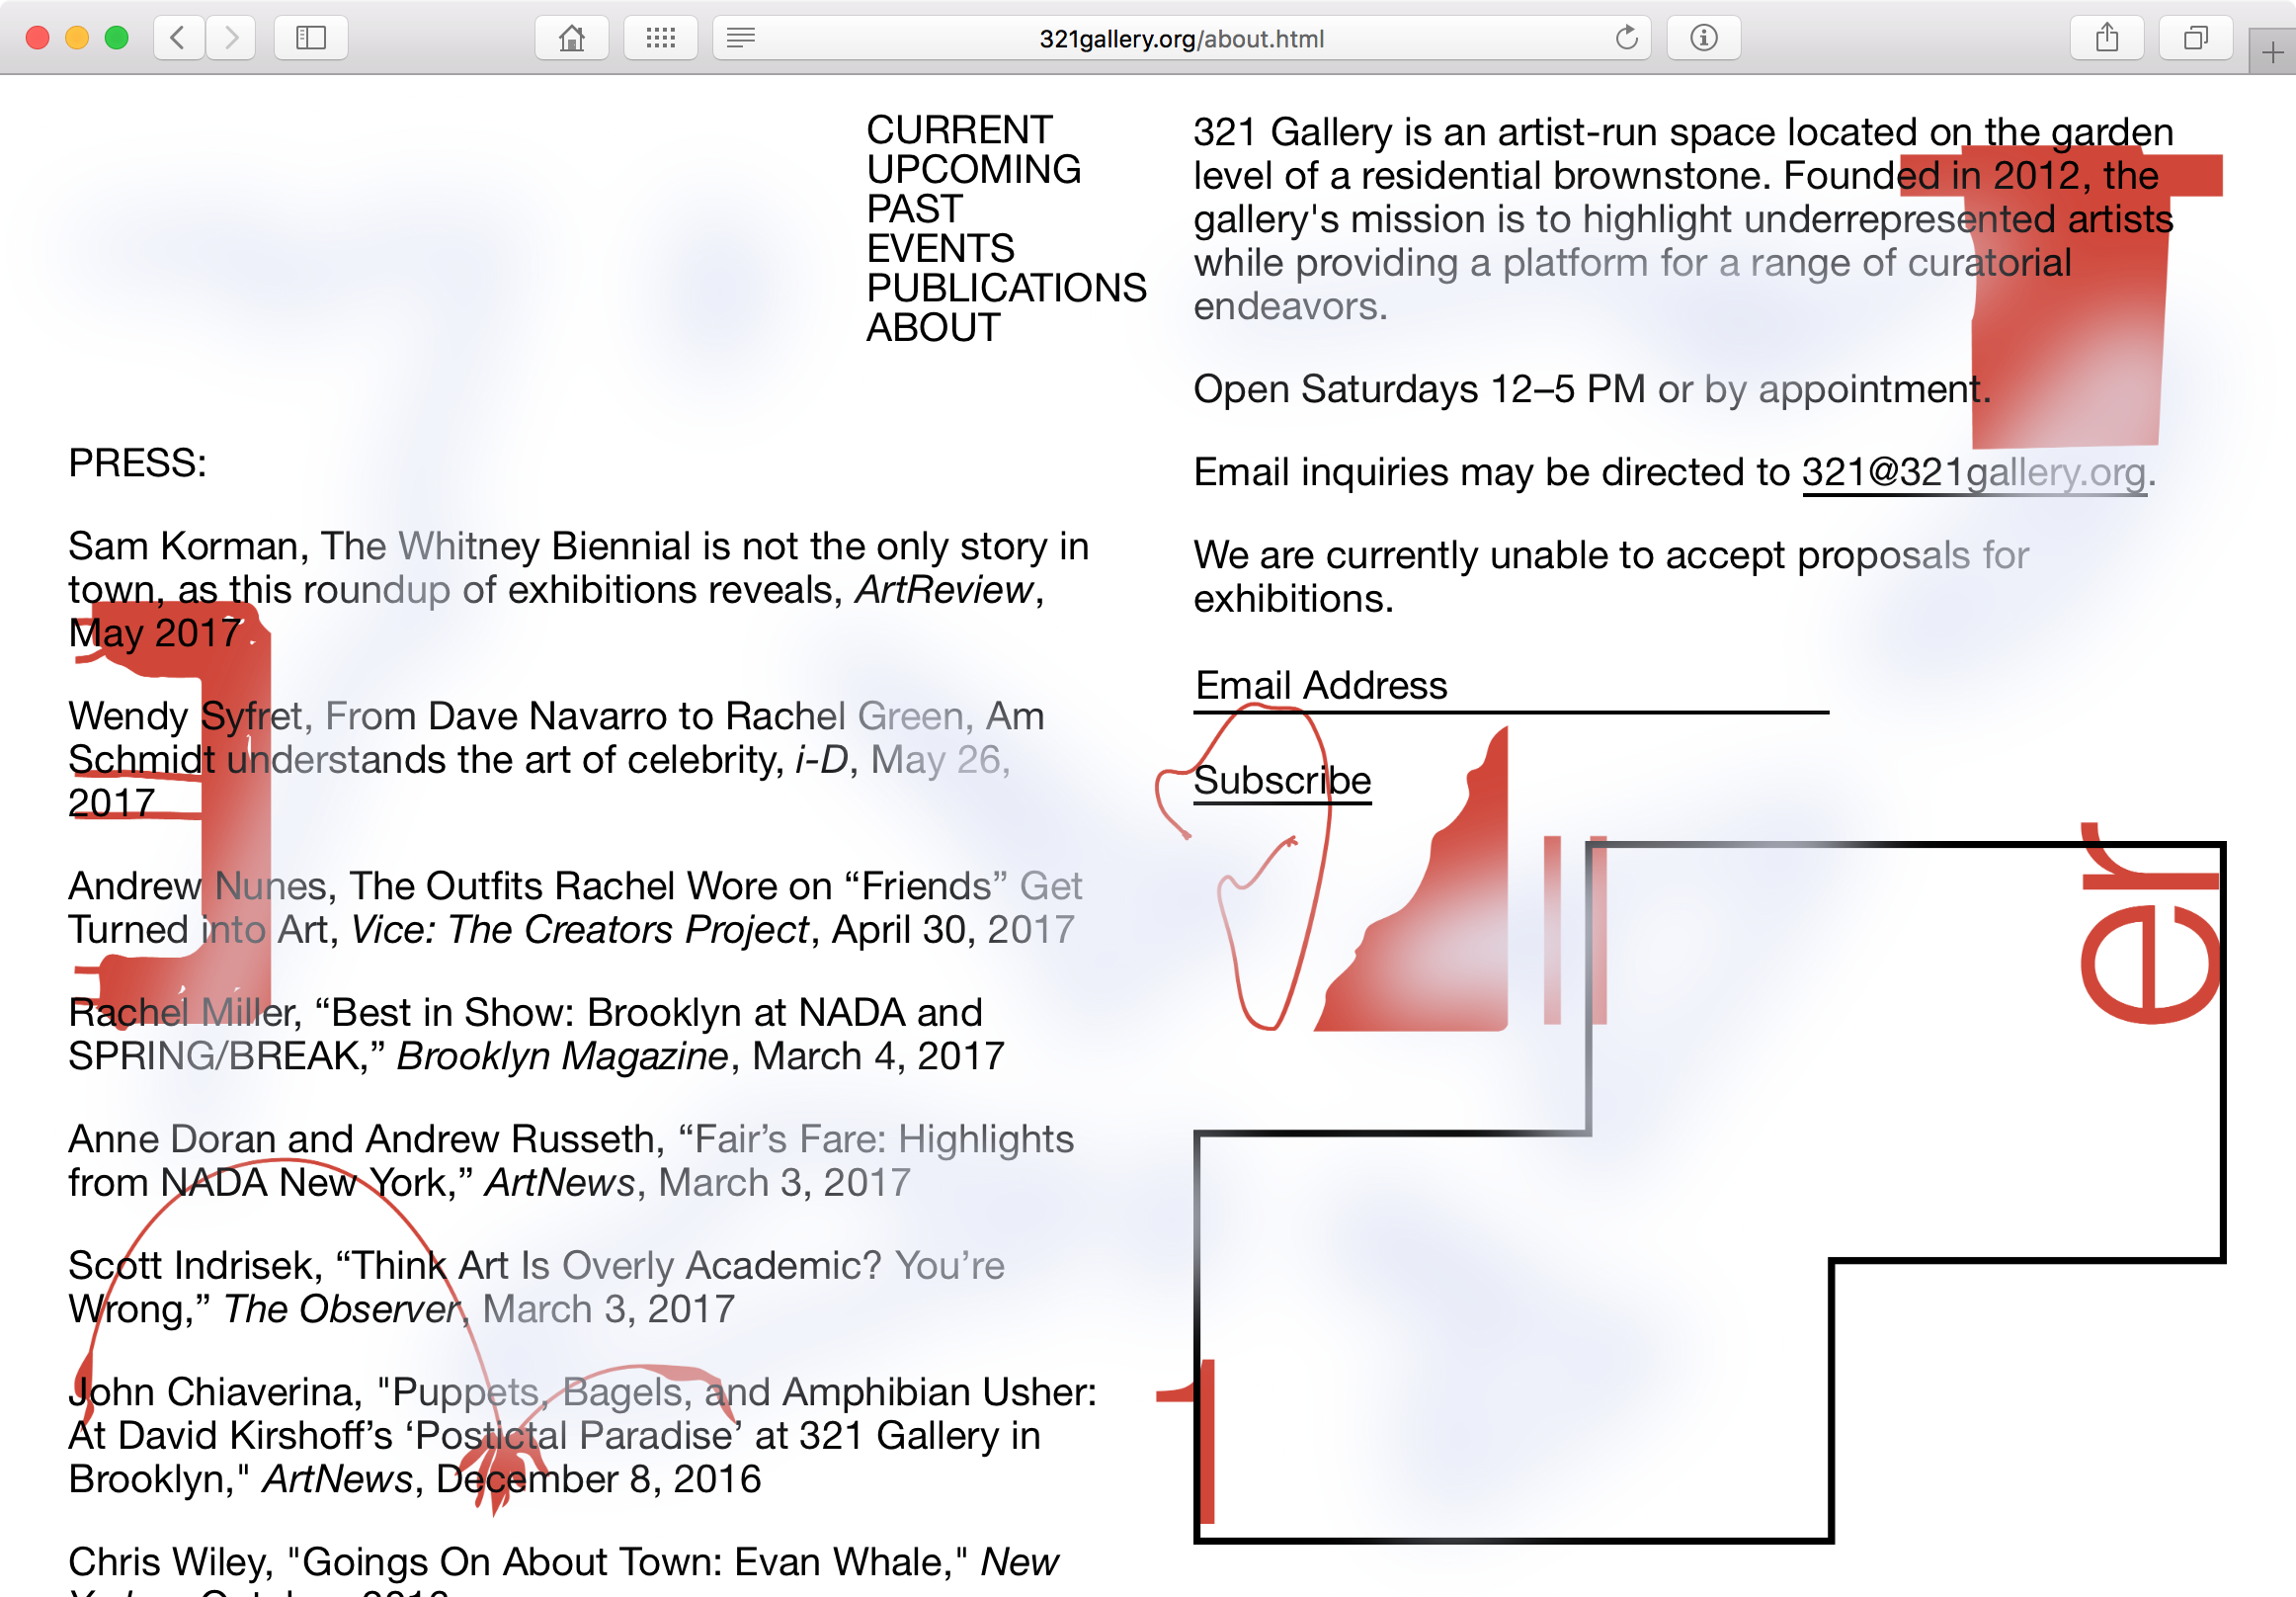 321gallery.org/about.html
CURRENT
UPCOMING
PAST
EVENTS
PUBLICATIONS
ABOUT
321 Gallery is an artist-run space located on the garden
level of a residential brownstone. Founded in 2012, the
gallery's mission is to highlight underrepresented artists
while providing a platform for a range of curatorial
endeavors.
Open Saturdays 12–5 PM or by appointment.
Email inquiries may be directed to 321@321gallery.org.
We are currently unable to accept proposals for
exhibitions.
Email Address
Subscribe
PRESS:
Sam Korman, The Whitney Biennial is not the only story in
town, as this roundup of exhibitions reveals, ArtReview,
May 2017
Wendy Syfret, From Dave Navarro to Rachel Green, Am
Schmidt understands the art of celebrity, i-D, May 26,
2017
Andrew Nunes, The Outfits Rachel Wore on “Friends” Get
Turned into Art, Vice: The Creators Project, April 30, 2017
Rachel Miller, “Best in Show: Brooklyn at NADA and
SPRING/BREAK,” Brooklyn Magazine, March 4, 2017
Anne Doran and Andrew Russeth, “Fair’s Fare: Highlights
from NADA New York,” ArtNews, March 3, 2017
Scott Indrisek, “Think Art Is Overly Academic? You’re
Wrong,” The Observer, March 3, 2017
John Chiaverina, "Puppets, Bagels, and Amphibian Usher:
At David Kirshoff’s ‘Postictal Paradise’ at 321 Gallery in
Brooklyn," ArtNews, December 8, 2016
Chris Wiley, "Goings On About Town: Evan Whale," New
er
1